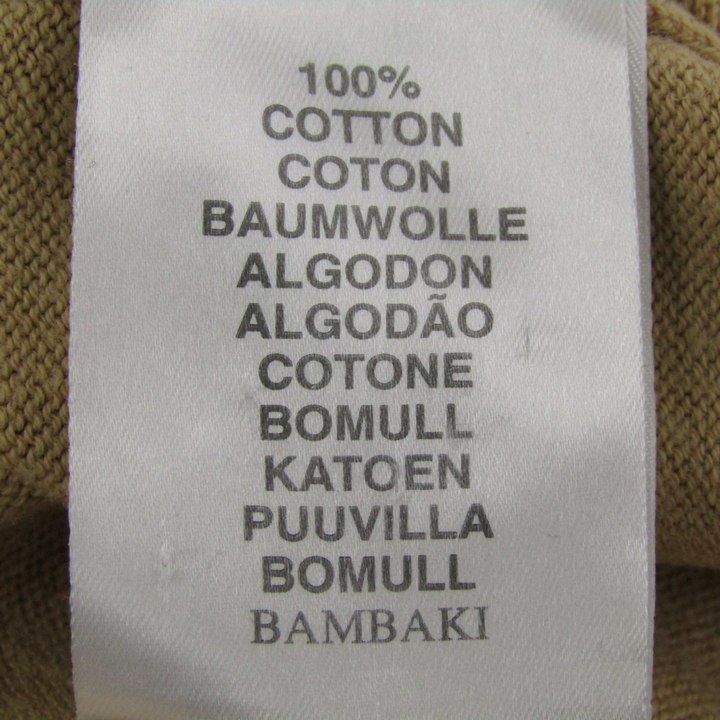 100%
COTTON
COTON
BAUMWOLLE
ALGODON
ALGODÃO
COTONE
BOMULL
KATOEN
PUUVILLA
BOMULL
BAMBAKI